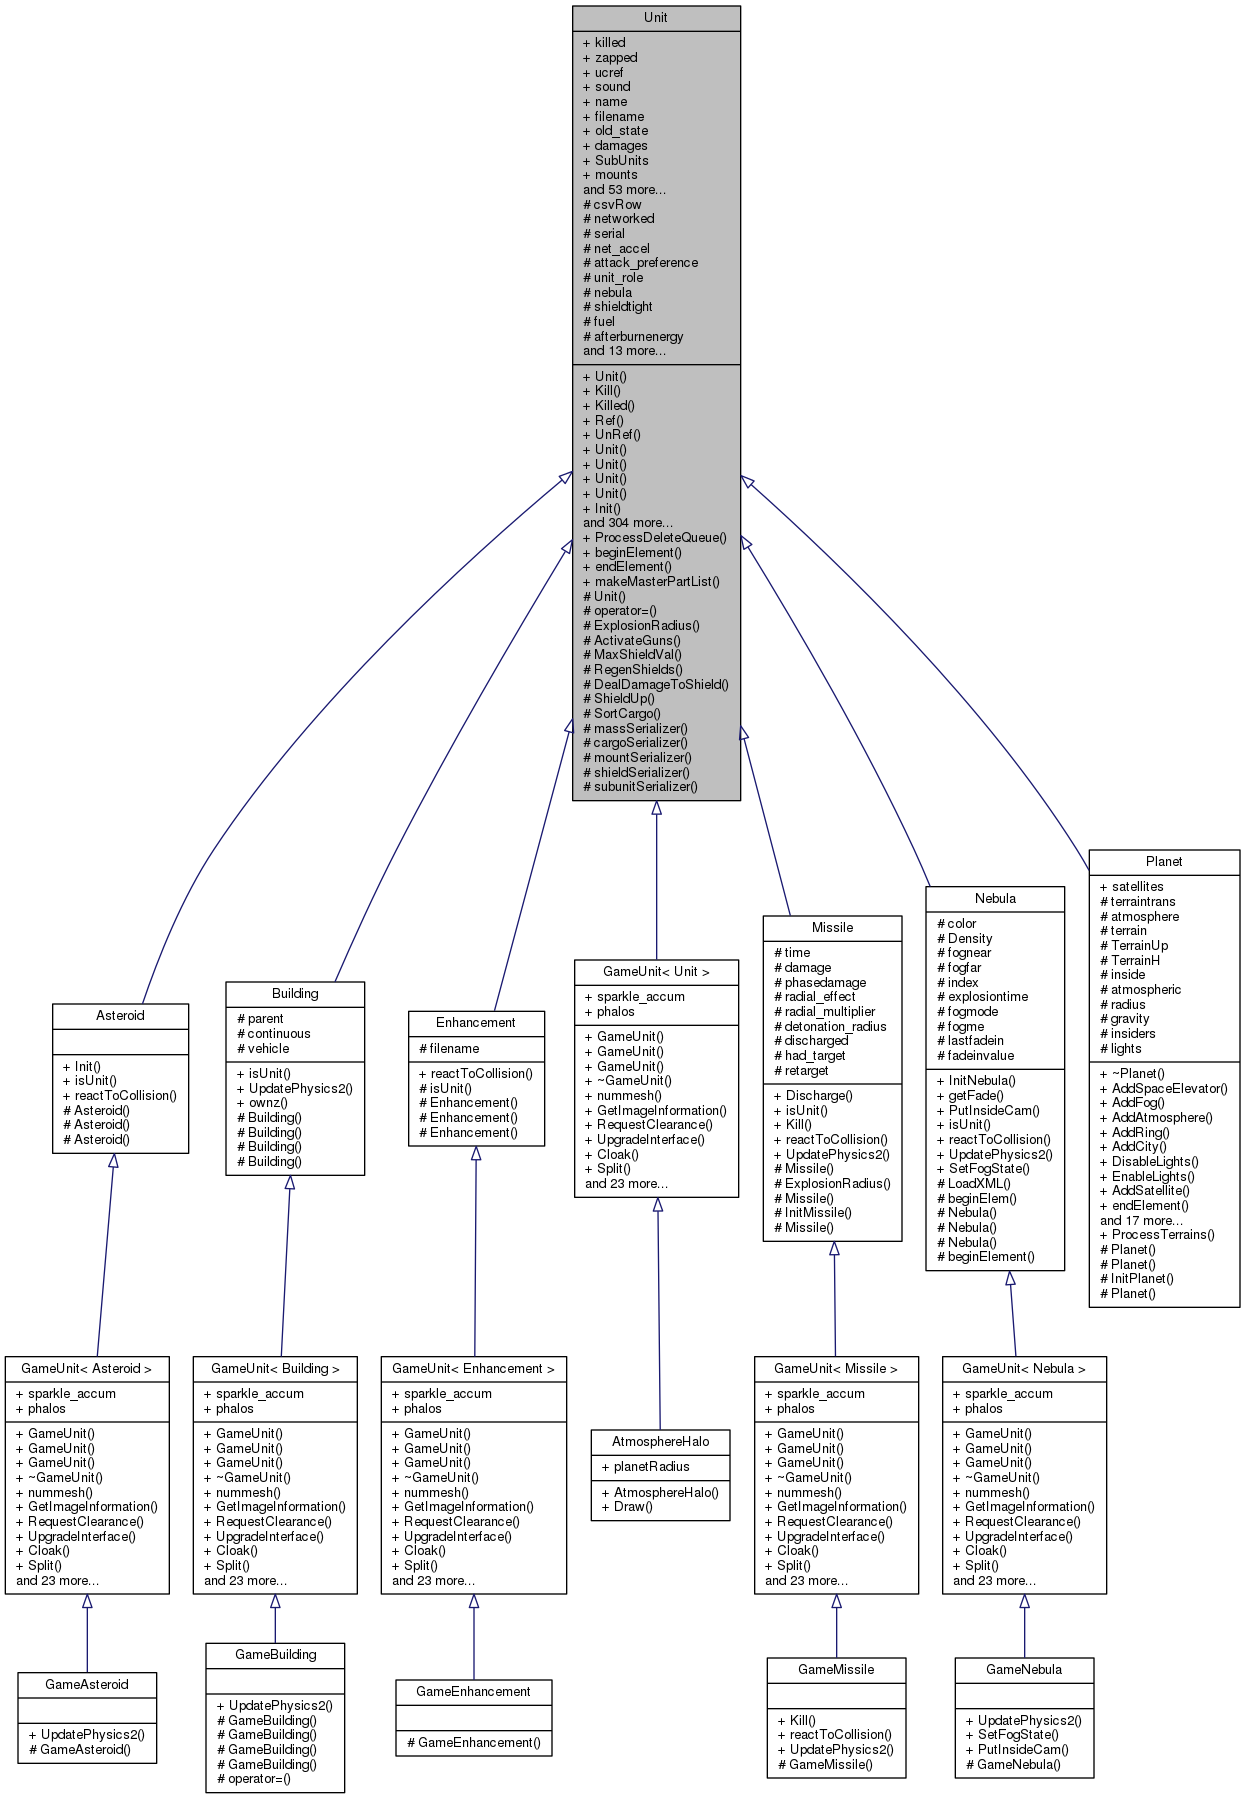 Unit
+ killed
+ zapped
+ ucref
+ sound
+ name
+ filename
+ old_state
+ damages
+ SubUnits
+ mounts
and 53 more...
# csvRow
# networked
# serial
# net_accel
# attack_preference
# unit_role
# nebula
# shieldtight
# fuel
# afterburnenergy
and 13 more...
+ Unit()
+ Kill()
+ Killed()
+ Ref()
+ UnRef()
+ Unit()
+ Unit()
+ Unit()
+ Unit()
+ Init()
and 304 more...
+ ProcessDeleteQueue()
+ beginElement()
+ endElement()
+ makeMasterPartList()
# Unit()
# operator=()
# ExplosionRadius()
# ActivateGuns()
# MaxShieldVal()
# RegenShields()
# DealDamageToShield()
# ShieldUp()
# SortCargo()
# massSerializer()
# cargoSerializer()
# mountSerializer()
# shieldSerializer()
# subunitSerializer()
Asteroid
+ Init()
+ isUnit()
+ reactToCollision()
# Asteroid()
# Asteroid()
# Asteroid()
Building
# parent
# continuous
# vehicle
+ isUnit()
+ UpdatePhysics2()
+ ownz()
# Building()
# Building()
# Building()
# Building()
Enhancement
# filename
+ reactToCollision()
# isUnit()
# Enhancement()
# Enhancement()
# Enhancement()
GameUnit< Unit >
+ sparkle_accum
+ phalos
+ GameUnit()
+ GameUnit()
+ GameUnit()
+ ~GameUnit()
+ nummesh()
+ GetImageInformation()
+ RequestClearance()
+ UpgradeInterface()
+ Cloak()
+ Split()
and 23 more...
Missile
# time
# damage
# phasedamage
# radial_effect
# radial_multiplier
# detonation_radius
# discharged
# had_target
# retarget
+ Discharge()
+ isUnit()
+ Kill()
+ reactToCollision()
+ UpdatePhysics2()
# Missile()
# ExplosionRadius()
# Missile()
# InitMissile()
# Missile()
Nebula
# color
# Density
# fognear
# fogfar
# index
# explosiontime
# fogmode
# fogme
# lastfadein
# fadeinvalue
+ InitNebula()
+ getFade()
+ PutInsideCam()
+ isUnit()
+ reactToCollision()
+ UpdatePhysics2()
+ SetFogState()
# LoadXML()
# beginElem()
# Nebula()
# Nebula()
# Nebula()
# beginElement()
Planet
+ satellites
# terraintrans
# atmosphere
# terrain
# TerrainUp
# TerrainH
# inside
# atmospheric
# radius
# gravity
# insiders
# lights
+ ~Planet()
+ AddSpaceElevator()
+ AddFog()
+ AddAtmosphere()
+ AddRing()
+ AddCity()
+ DisableLights()
+ EnableLights()
+ AddSatellite()
+ endElement()
and 17 more...
+ ProcessTerrains()
# Planet()
# Planet()
# InitPlanet()
# Planet()
GameUnit< Asteroid >
+ sparkle_accum
+ phalos
+ GameUnit()
+ GameUnit()
+ GameUnit()
+ ~GameUnit()
+ nummesh()
+ GetImageInformation()
+ RequestClearance()
+ UpgradeInterface()
+ Cloak()
+ Split()
and 23 more...
GameUnit< Building >
+ sparkle_accum
+ phalos
+ GameUnit()
+ GameUnit()
+ GameUnit()
+ ~GameUnit()
+ nummesh()
+ GetImageInformation()
+ RequestClearance()
+ UpgradeInterface()
+ Cloak()
+ Split()
and 23 more...
GameUnit< Enhancement >
+ sparkle_accum
+ phalos
+ GameUnit()
+ GameUnit()
+ GameUnit()
+ ~GameUnit()
+ nummesh()
+ GetImageInformation()
+ RequestClearance()
+ UpgradeInterface()
+ Cloak()
+ Split()
and 23 more...
AtmosphereHalo
+ planetRadius
+ AtmosphereHalo()
+ Draw()
GameUnit< Missile >
+ sparkle_accum
+ phalos
+ GameUnit()
+ GameUnit()
+ GameUnit()
+ ~GameUnit()
+ nummesh()
+ GetImageInformation()
+ RequestClearance()
+ UpgradeInterface()
+ Cloak()
+ Split()
and 23 more...
GameUnit< Nebula >
+ sparkle_accum
+ phalos
+ GameUnit()
+ GameUnit()
+ GameUnit()
+ ~GameUnit()
+ nummesh()
+ GetImageInformation()
+ RequestClearance()
+ UpgradeInterface()
+ Cloak()
+ Split()
and 23 more...
GameAsteroid
+ UpdatePhysics2()
# GameAsteroid()
GameBuilding
+ UpdatePhysics2()
# GameBuilding()
# GameBuilding()
# GameBuilding()
# GameBuilding()
# operator=()
GameEnhancement
# GameEnhancement()
GameMissile
+ Kill()
+ reactToCollision()
+ UpdatePhysics2()
# GameMissile()
GameNebula
+ UpdatePhysics2()
+ SetFogState()
+ PutInsideCam()
# GameNebula()